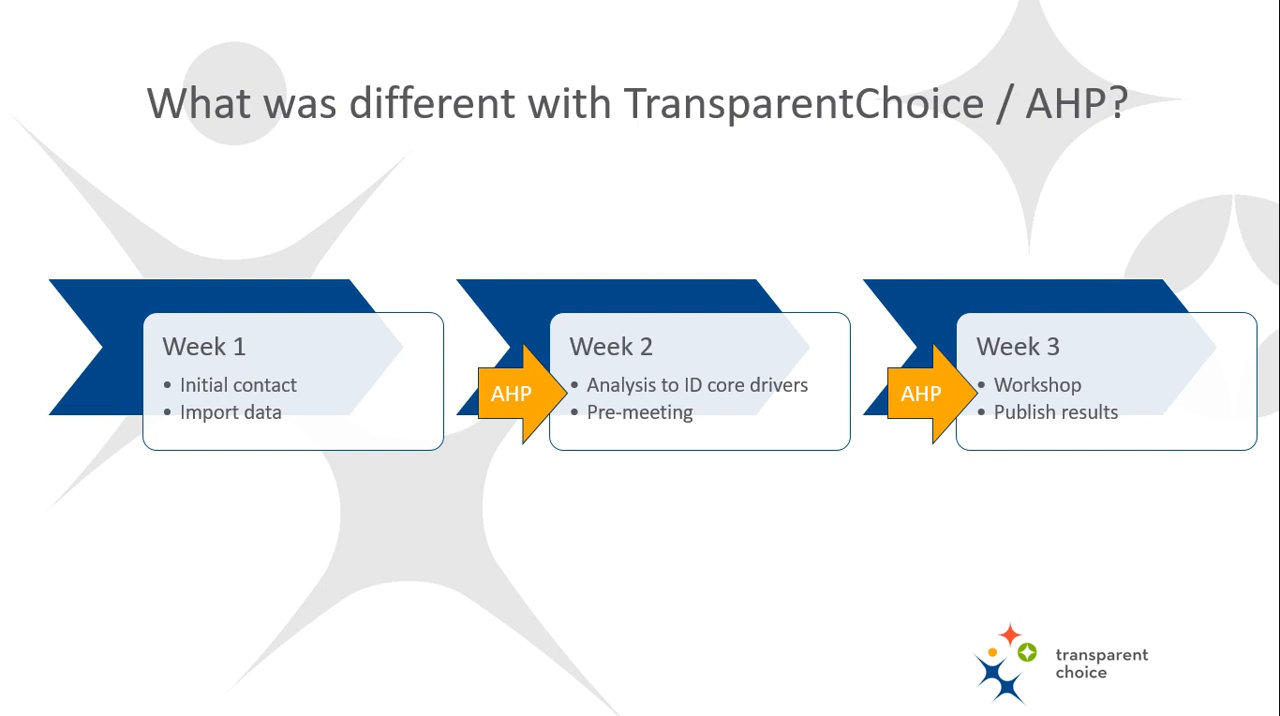 What was different with TransparentChoice / AHP?
Week 1
• Initial contact
• Import data
AHP
Week 2
• Analysis to ID core drivers
• Pre-meeting
AHP
Week 3
• Workshop
• Publish results
transparent
choice